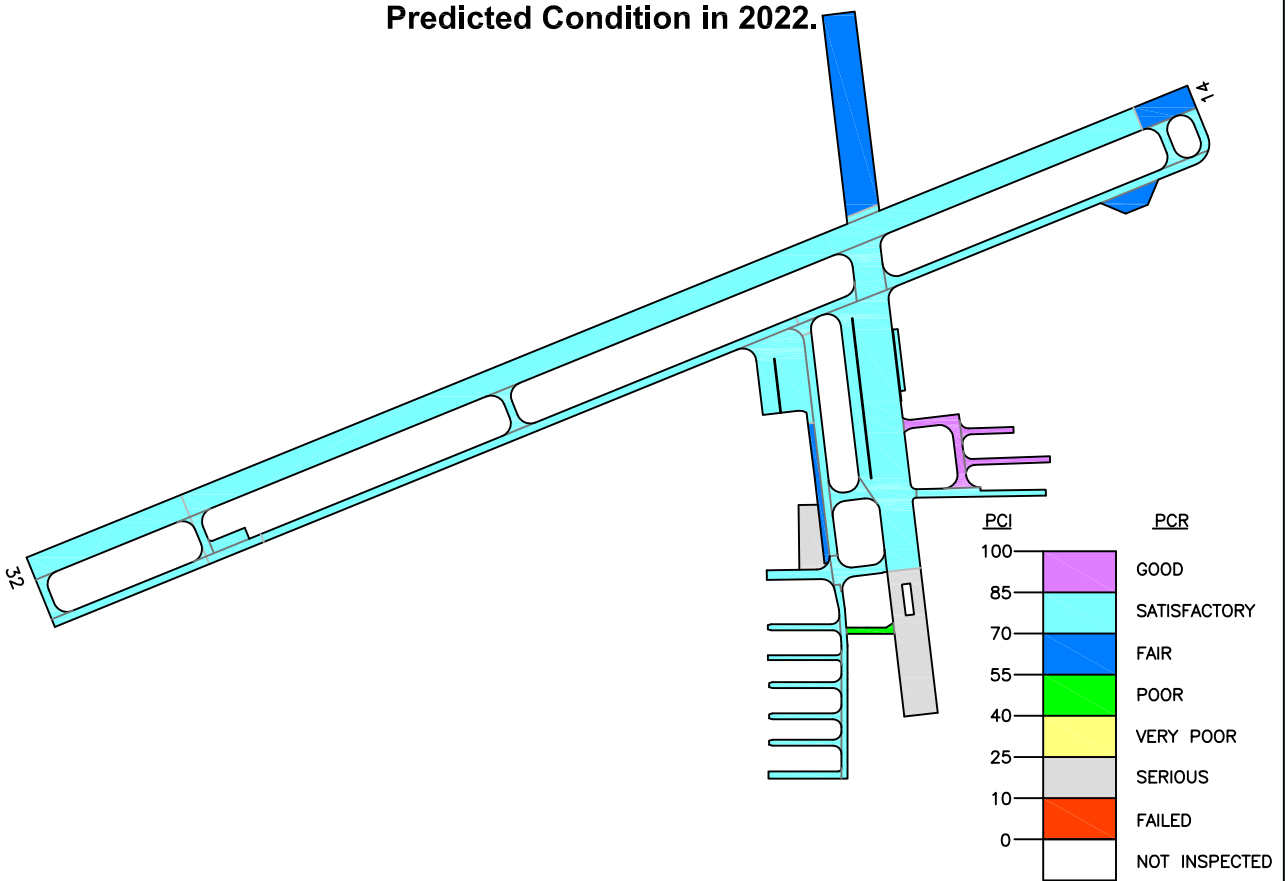 Predicted Condition in 2022.
14
32
PCI PCR
100
GOOD
85
SATISFACTORY
70
FAIR
55
POOR
40
VERY POOR
25
SERIOUS
10
FAILED
0
NOT INSPECTED